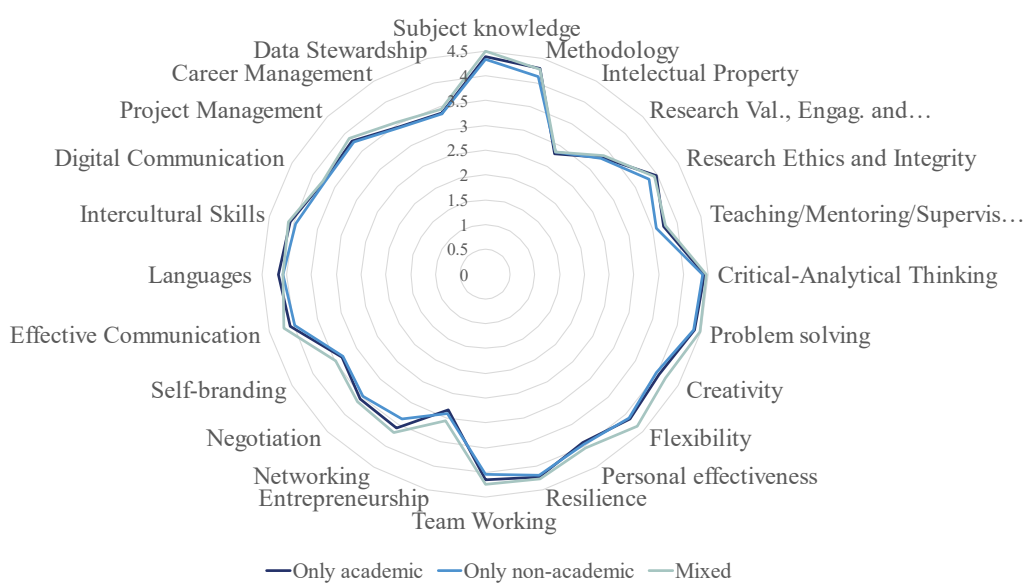 Subject knowledge
Methodology
Intelectual Property
Research Val., Engag. and…
Research Ethics and Integrity
Teaching/Mentoring/Supervis…
Critical-Analytical Thinking
Problem solving
Creativity
Flexibility
Personal effectiveness
Resilience
Team Working
Entrepreneurship
Networking
Negotiation
Self-branding
Effective Communication
Languages
Intercultural Skills
Digital Communication
Project Management
Career Management
Data Stewardship
4.5
4
3.5
3
2.5
2
1.5
1
0.5
0
Only academic
Only non-academic
Mixed